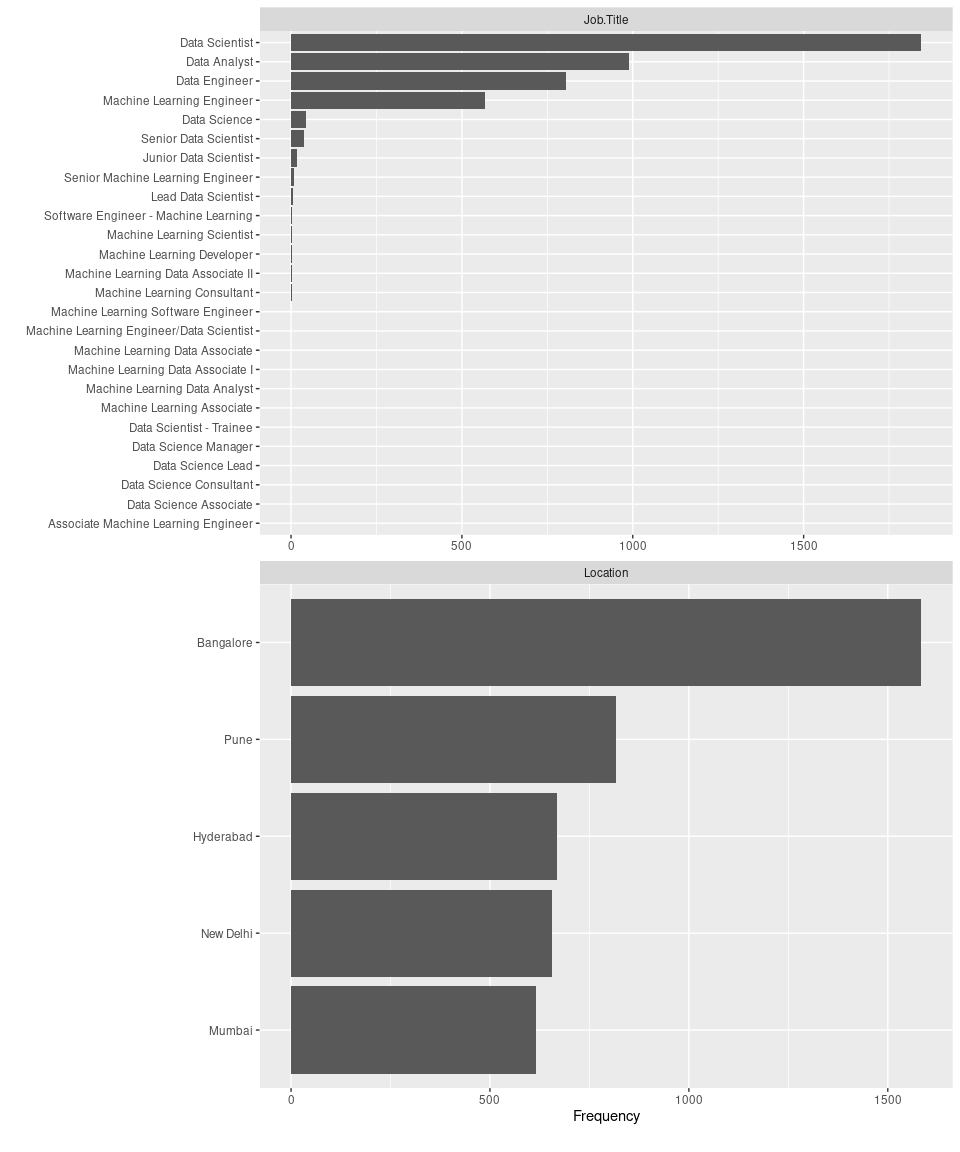 Job.Title
Data Scientist
Data Analyst
Data Engineer
Machine Learning Engineer
Data Science
Senior Data Scientist
Junior Data Scientist
Senior Machine Learning Engineer
Lead Data Scientist
Software Engineer - Machine Learning
Machine Learning Scientist
Machine Learning Developer
Machine Learning Data Associate II
Machine Learning Consultant
Machine Learning Software Engineer
Machine Learning Engineer/Data Scientist
Machine Learning Data Associate
Machine Learning Data Associate I
Machine Learning Data Analyst
Machine Learning Associate
Data Scientist - Trainee
Data Science Manager
Data Science Lead
Data Science Consultant
Data Science Associate
Associate Machine Learning Engineer
0 500 1000 1500
Location
Bangalore
Pune
Hyderabad
New Delhi
Mumbai
0 500 1000 1500
Frequency